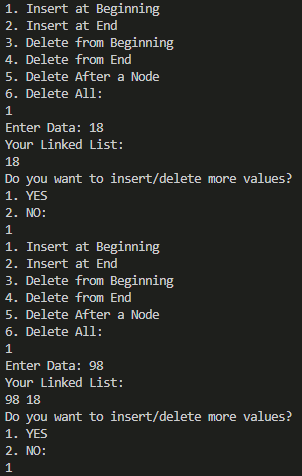 1. Insert at Beginning
2. Insert at End
3. Delete from Beginning
4. Delete from End
5. Delete After a Node
6. Delete All:
1
Enter Data: 18
Your Linked List:
18
Do you want to insert/delete more values?
1. YES
2. NO:
1
1. Insert at Beginning
2. Insert at End
3. Delete from Beginning
4. Delete from End
5. Delete After a Node
6. Delete All:
1
Enter Data: 98
Your Linked List:
98 18
Do you want to insert/delete more values?
1. YES
2. NO:
1